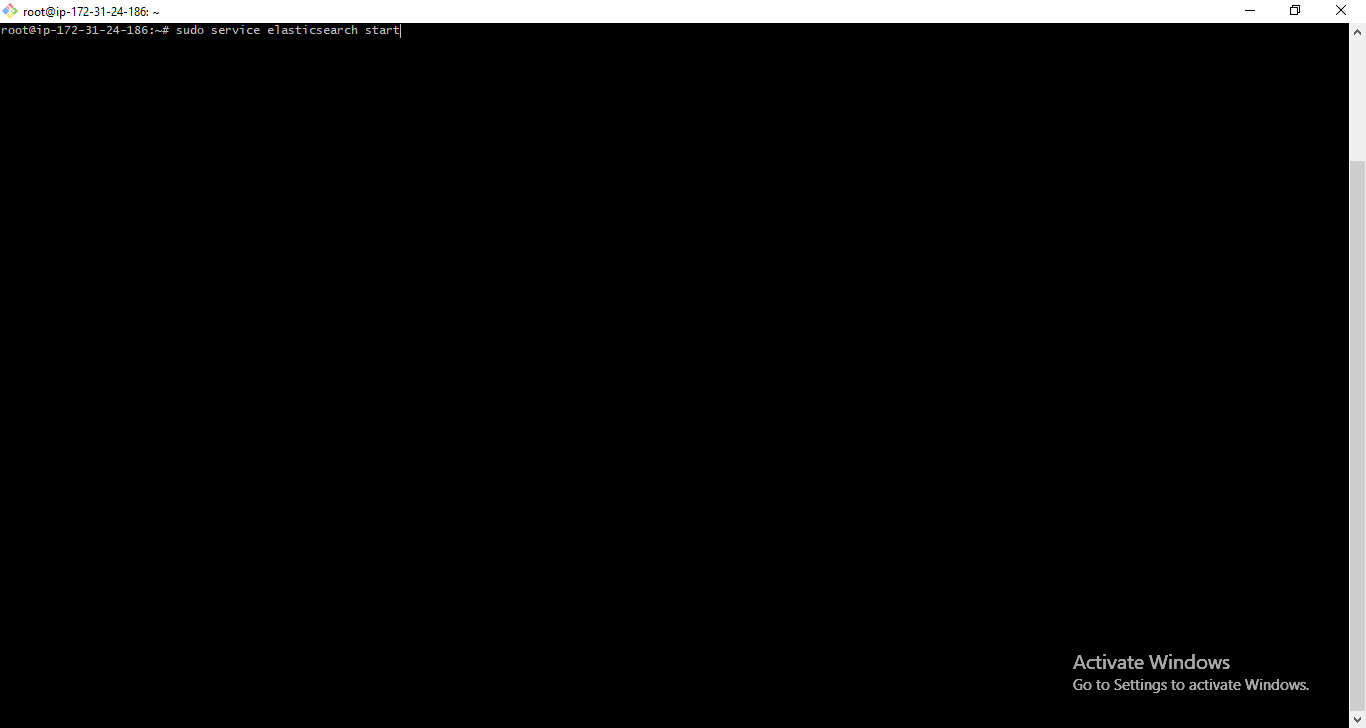 root@ip-172-31-24-186: ~
root@ip-172-31-24-186:~# sudo service elasticsearch start
Activate Windows
Go to Settings to activate Windows.